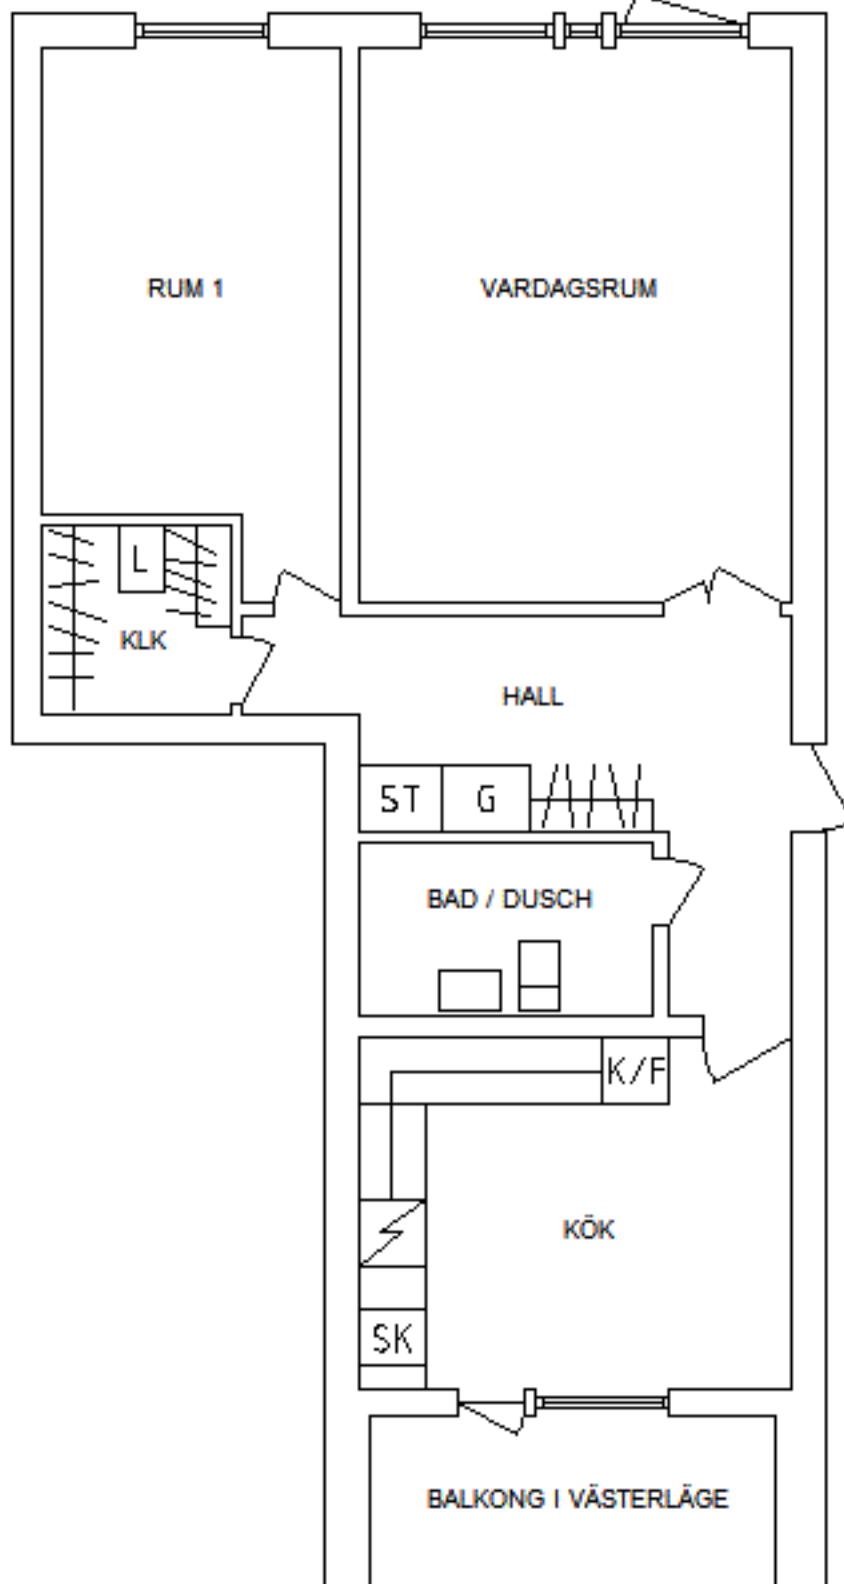 RUM 1
VARDAGSRUM
L
KLK
HALL
ST
G
BAD / DUSCH
K/F
KÖK
SK
BALKONG I VÄSTERLÄGE